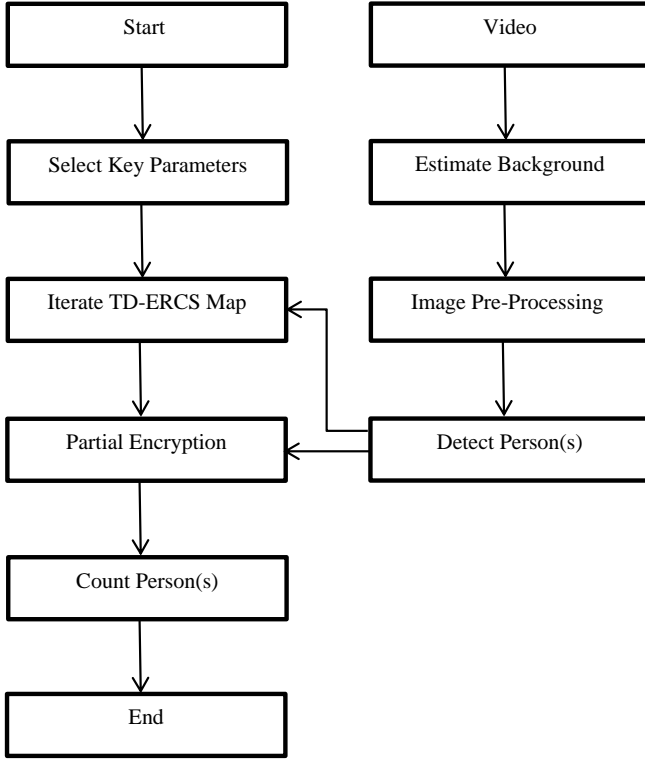 Start
Video
Select Key Parameters
Estimate Background
Iterate TD-ERCS Map
Image Pre-Processing
Partial Encryption
Detect Person(s)
Count Person(s)
End